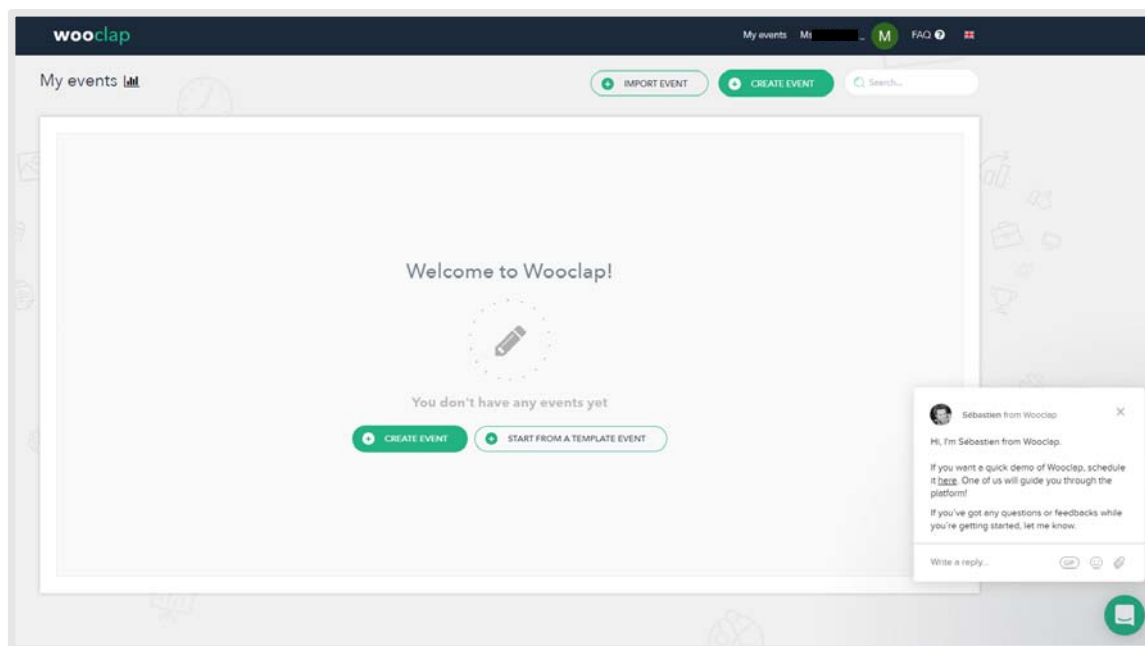 wooclap
My events Ms _ M FAQ
My events
IMPORT EVENT CREATE EVENT Search...
Welcome to Wooclap!
You don't have any events yet
CREATE EVENT START FROM A TEMPLATE EVENT
Sébastien from Wooclap
Hi, I'm Sébastien from Wooclap.
If you want a quick demo of Wooclap, schedule
it here. One of us will guide you through the
platform!
If you've got any questions or feedbacks while
you're getting started, let me know.
Write a reply... GIF